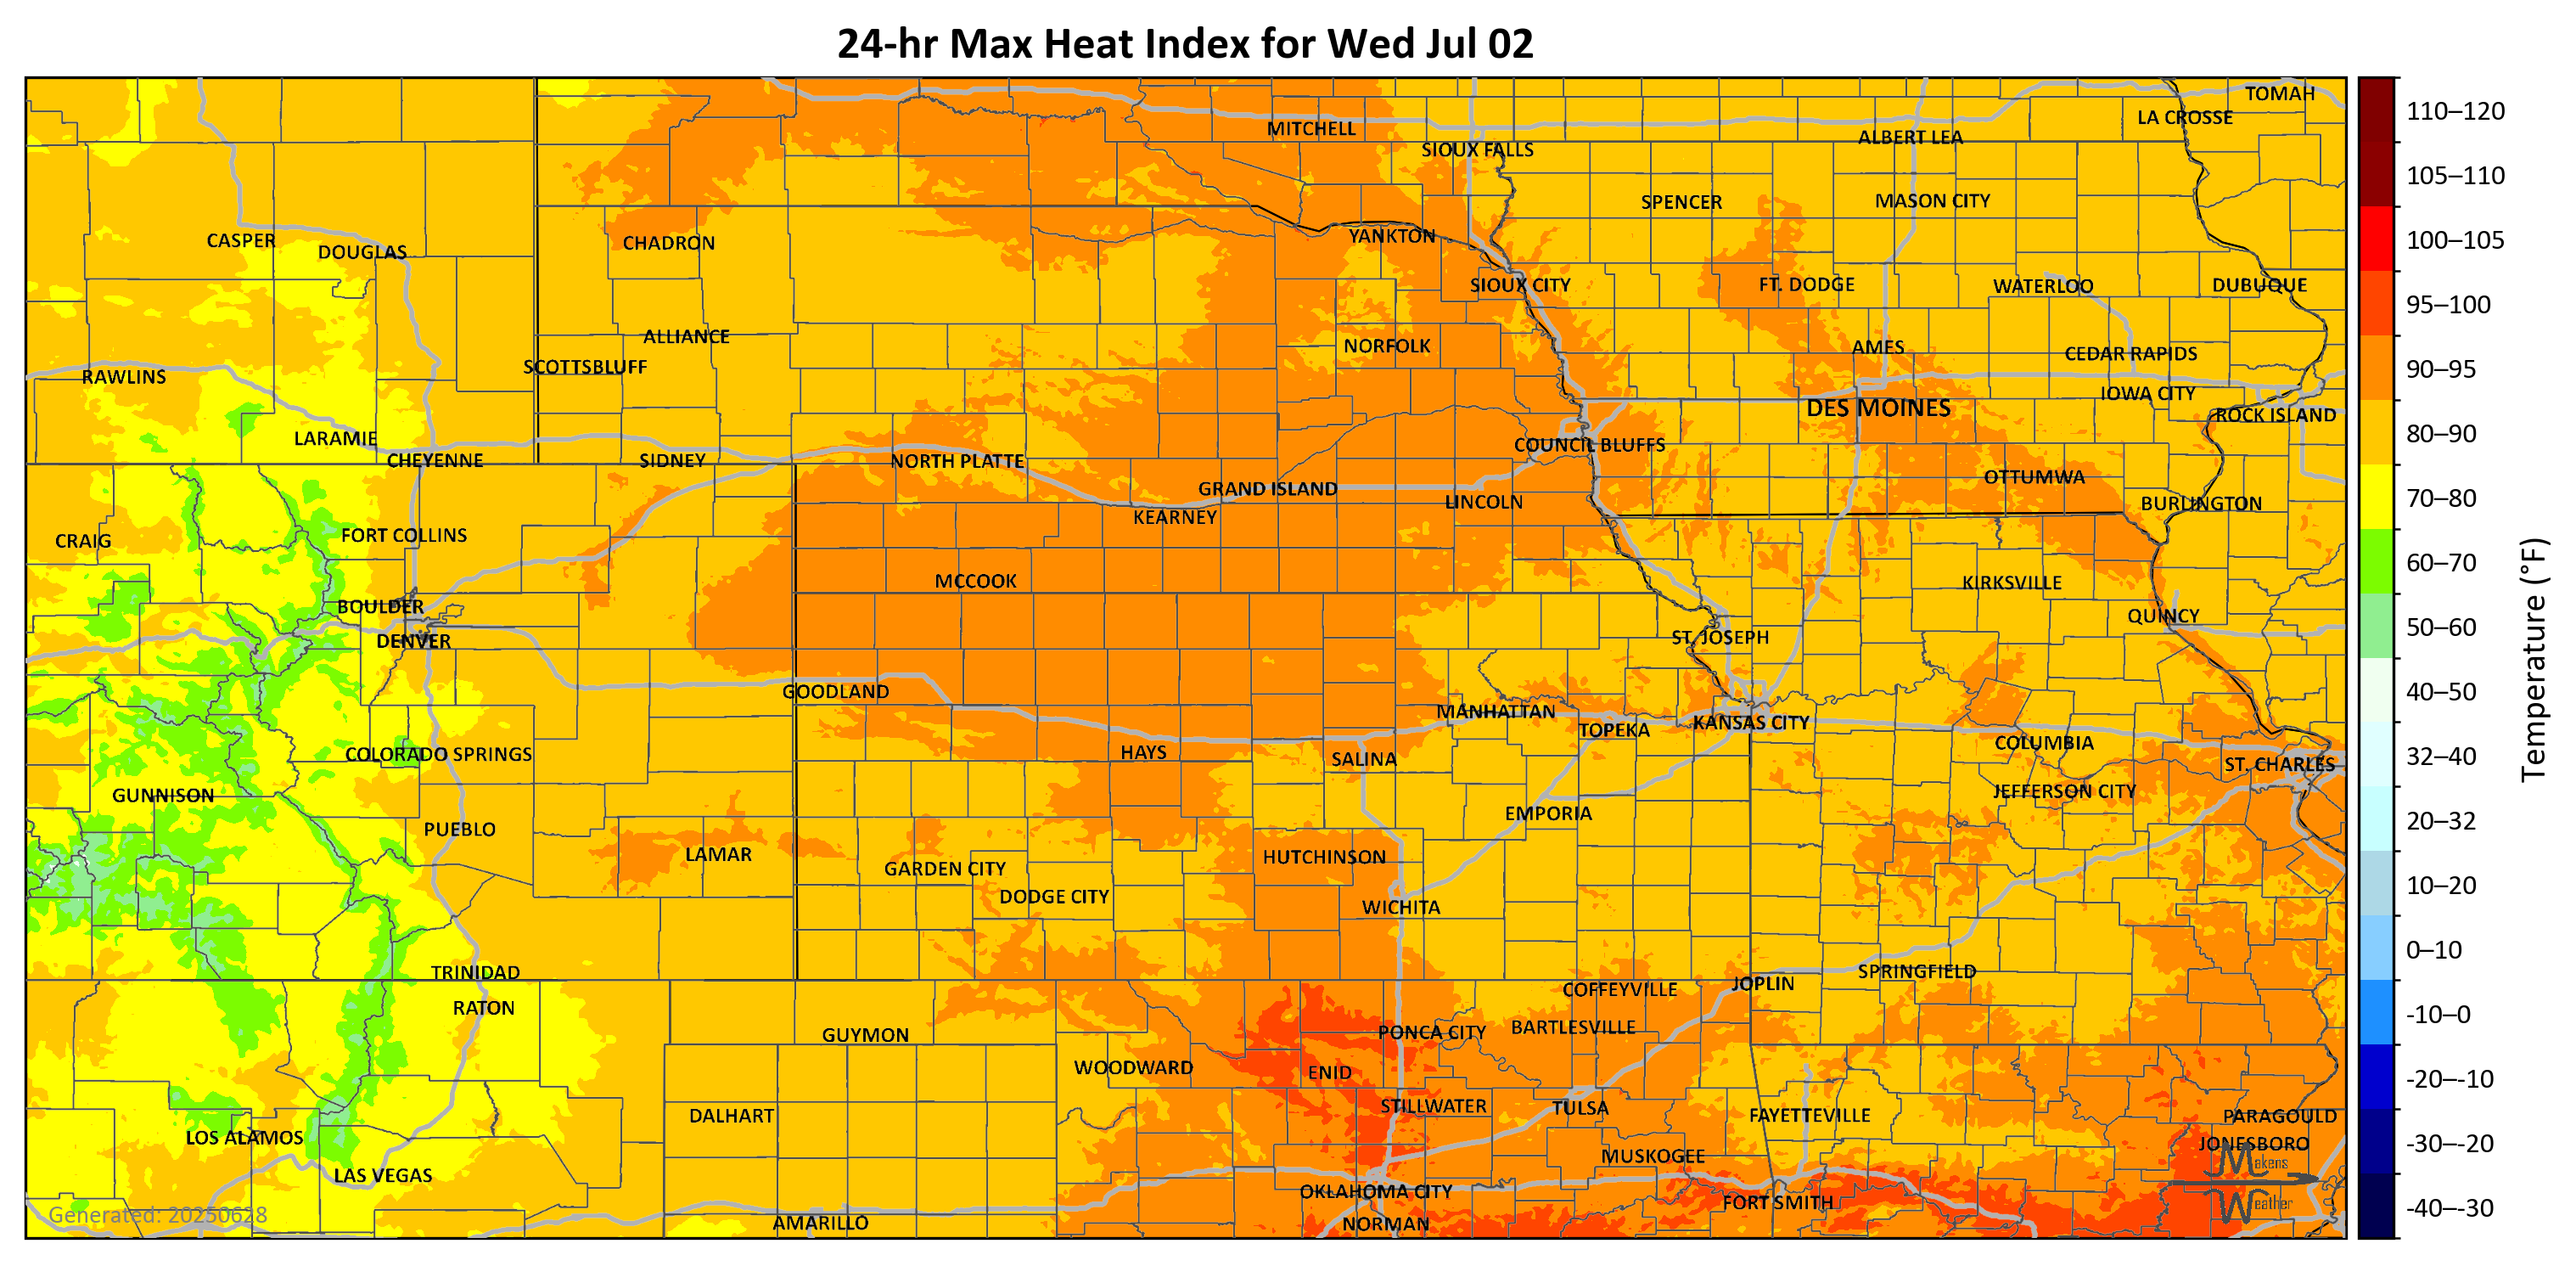 24-hr Max Heat Index for Wed Jul 02
TOMAH
LA CROSSE
MITCHELL
ALBERT LEA
SIOUX FALLS
SPENCER
MASON CITY
CASPER
DOUGLAS
CHADRON
YANKTON
SIOUX CITY
FT. DODGE
WATERLOO
DUBUQUE
ALLIANCE
NORFOLK
AMES
CEDAR RAPIDS
SCOTTSBLUFF
RAWLINS
IOWA CITY
DES MOINES
ROCK ISLAND
LARAMIE
COUNCIL BLUFFS
CHEYENNE
SIDNEY
NORTH PLATTE
OTTUMWA
GRAND ISLAND
LINCOLN
BURLINGTON
KEARNEY
FORT COLLINS
CRAIG
MCCOOK
KIRKSVILLE
BOULDER
QUINCY
DENVER
ST. JOSEPH
GOODLAND
MANHATTAN
TOPEKA
KANSAS CITY
COLUMBIA
COLORADO SPRINGS
HAYS
SALINA
ST. CHARLES
GUNNISON
JEFFERSON CITY
EMPORIA
PUEBLO
LAMAR
HUTCHINSON
GARDEN CITY
DODGE CITY
WICHITA
TRINIDAD
SPRINGFIELD
JOPLIN
COFFEYVILLE
RATON
GUYMON
PONCA CITY
BARTLESVILLE
WOODWARD
ENID
DALHART
STILLWATER
TULSA
FAYETTEVILLE
PARAGOULD
LOS ALAMOS
JONESBORO
MUSKOGEE
Makens
LAS VEGAS
OKLAHOMA CITY
FORT SMITH
Weather
Generated: 20250628
AMARILLO
NORMAN
110–120
105–110
100–105
95–100
90–95
80–90
70–80
60–70
50–60
40–50
32–40
20–32
10–20
0–10
-10–0
-20–-10
-30–-20
-40–-30
Temperature (°F)